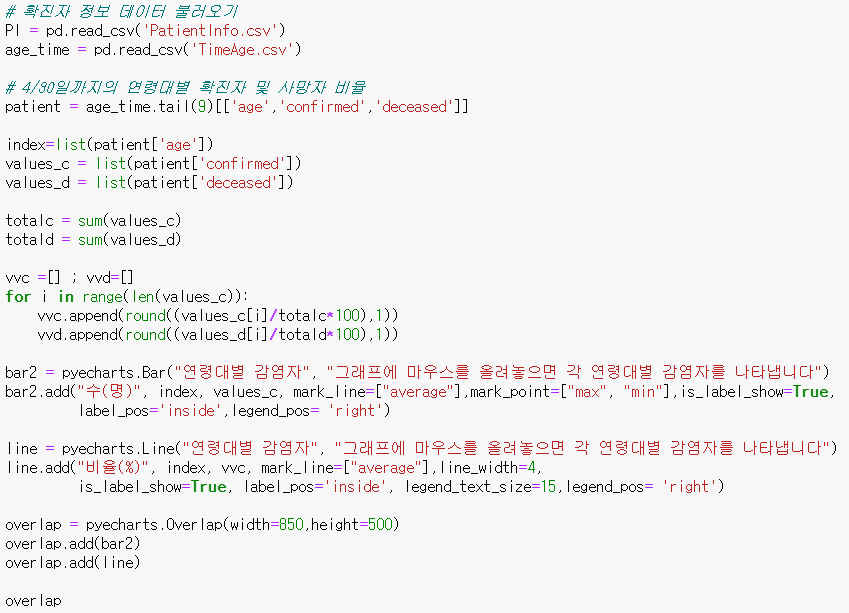 # 확진자 정보 데이터 불러오기
PI = pd.read_csv('PatientInfo.csv')
age_time = pd.read_csv('TimeAge.csv')
# 4/30일까지의 연령대별 확진자 및 사망자 비율
patient = age_time.tail(9)[['age','confirmed','deceased']]
index=list(patient['age'])
values_c = list(patient['confirmed'])
values_d = list(patient['deceased'])
totalc = sum(values_c)
totald = sum(values_d)
vvc =[] ; vvd=[]
for i in range(len(values_c)):
    vvc.append(round((values_c[i]/totalc*100),1))
    vvd.append(round((values_d[i]/totald*100),1))
bar2 = pyecharts.Bar("연령대별 감염자", "그래프에 마우스를 올려놓으면 각 연령대별 감염자를 나타냅니다")
bar2.add("수(명)", index, values_c, mark_line=["average"],mark_point=["max", "min"],is_label_show=True,
         label_pos='inside',legend_pos= 'right')
line = pyecharts.Line("연령대별 감염자", "그래프에 마우스를 올려놓으면 각 연령대별 감염자를 나타냅니다")
line.add("비율(%)", index, vvc, mark_line=["average"],line_width=4,
         is_label_show=True, label_pos='inside', legend_text_size=15,legend_pos= 'right')
overlap = pyecharts.Overlap(width=850,height=500)
overlap.add(bar2)
overlap.add(line)
overlap